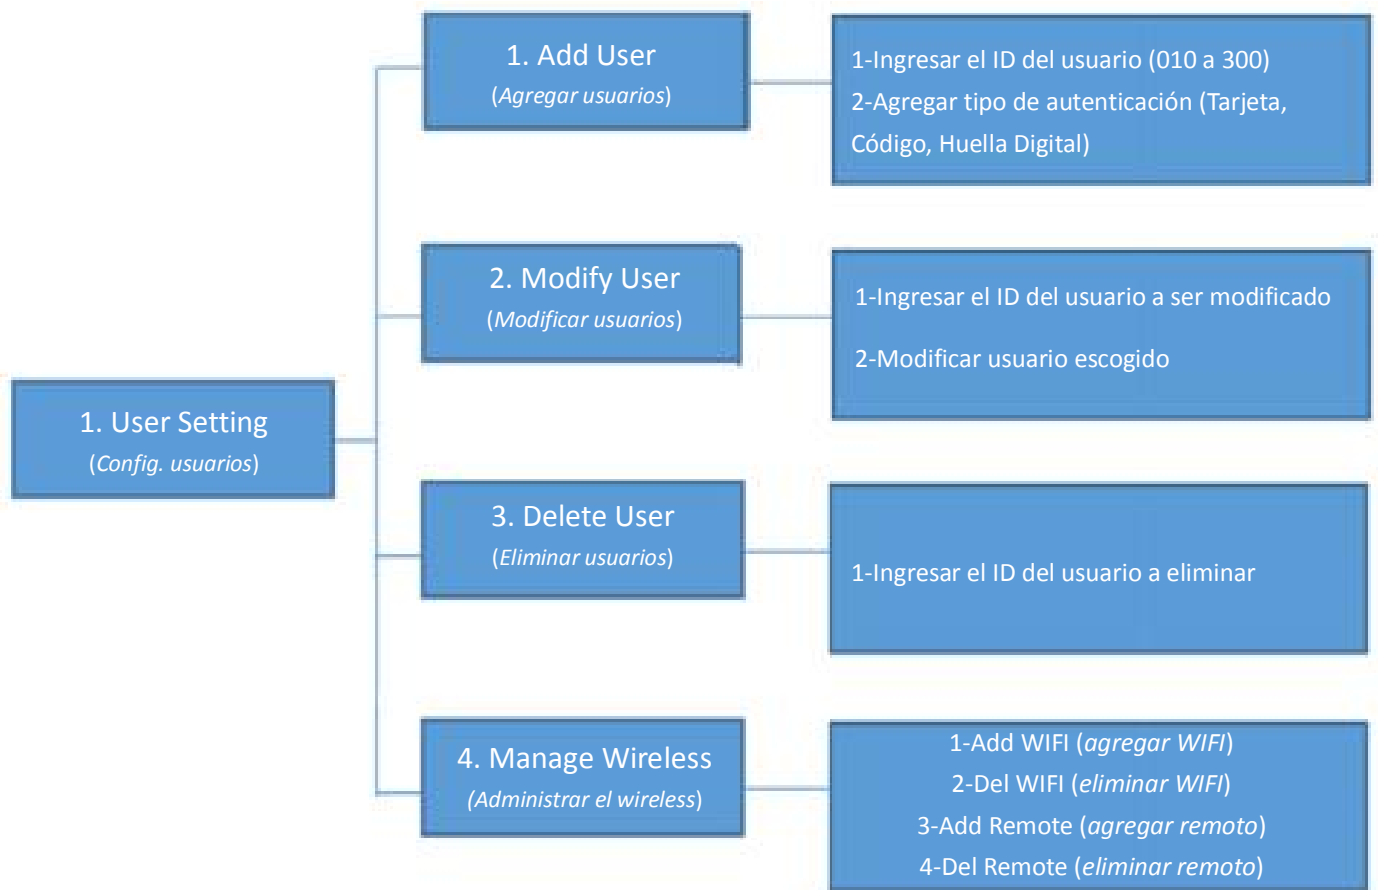 1. Add User
(Agregar usuarios)
1-Ingresar el ID del usuario (010 a 300)
2-Agregar tipo de autenticación (Tarjeta,
Código, Huella Digital)
2. Modify User
(Modificar usuarios)
1-Ingresar el ID del usuario a ser modificado
2-Modificar usuario escogido
1. User Setting
(Config. usuarios)
3. Delete User
(Eliminar usuarios)
1-Ingresar el ID del usuario a eliminar
4. Manage Wireless
(Administrar el wireless)
1-Add WIFI (agregar WIFI)
2-Del WIFI (eliminar WIFI)
3-Add Remote (agregar remoto)
4-Del Remote (eliminar remoto)